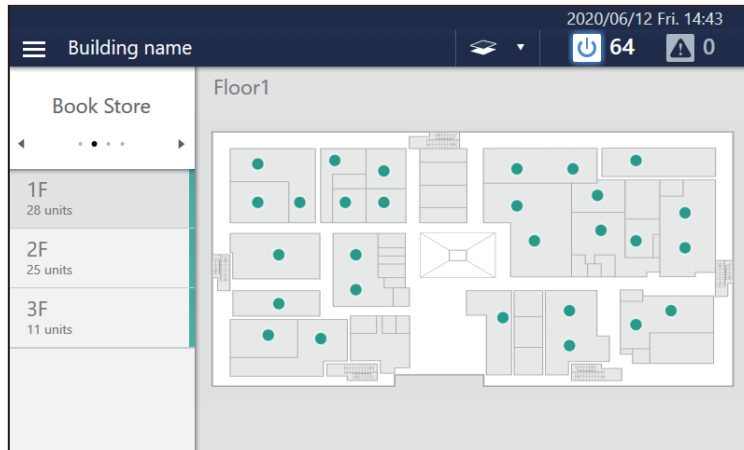 2020/06/12 Fri. 14:43
Building name
64
0
Book Store
Floor1
1F
28 units
2F
25 units
3F
11 units